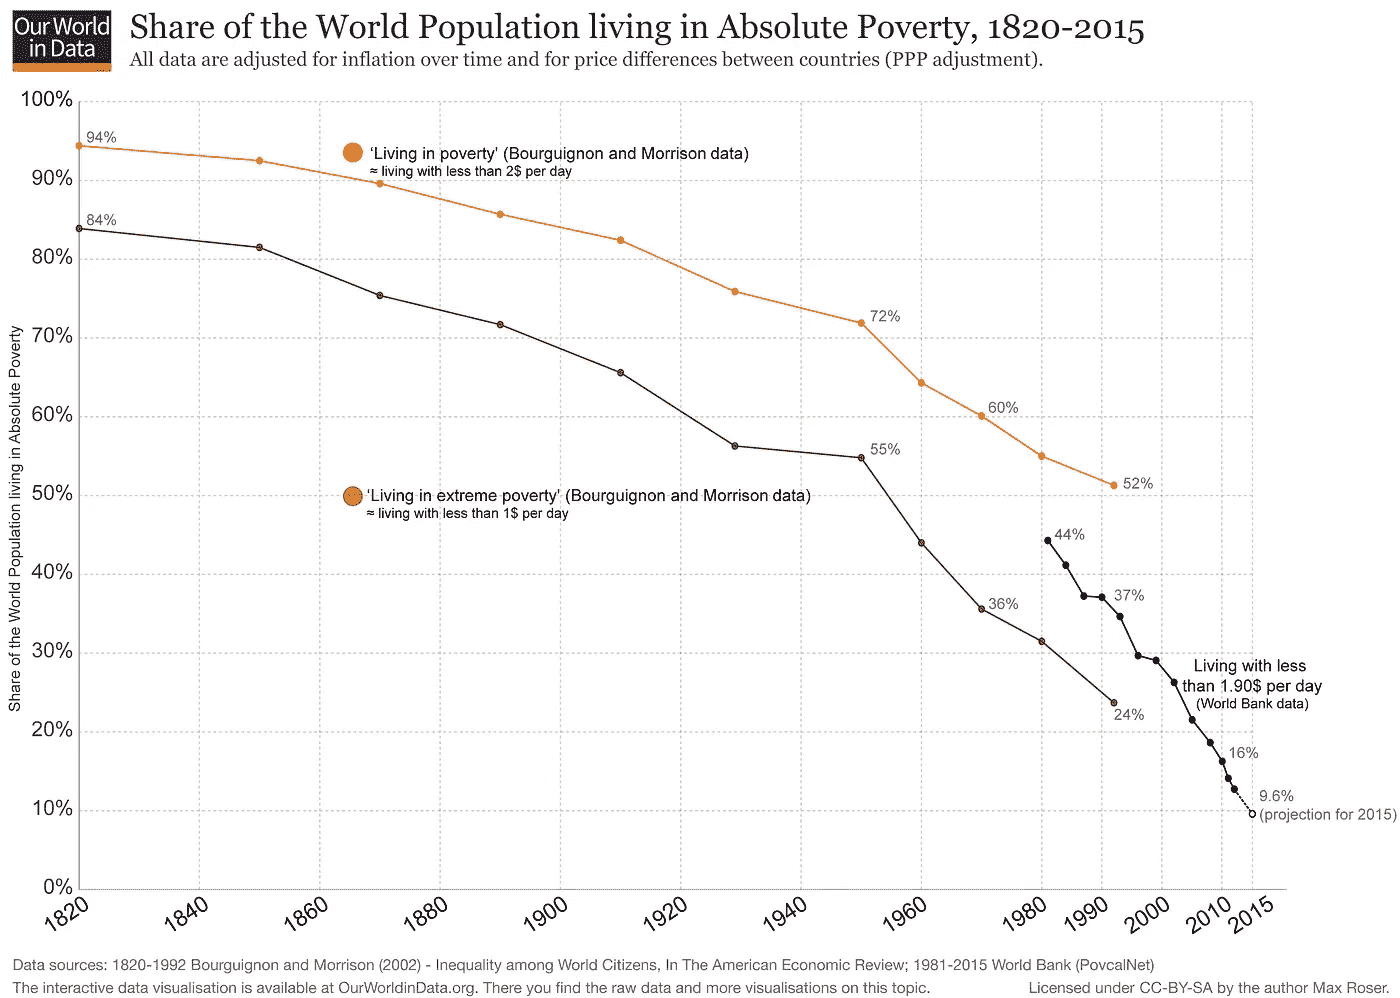 Our World
in Data
Share of the World Population living in Absolute Poverty, 1820-2015
All data are adjusted for inflation over time and for price differences between countries (PPP adjustment).
Share of the World Population living in Absolute Poverty
100%
90%
80%
70%
60%
50%
40%
30%
20%
10%
0%
94%
84%
'Living in poverty' (Bourguignon and Morrison data)
≈ living with less than 2$ per day
72%
60%
55%
52%
'Living in extreme poverty' (Bourguignon and Morrison data)
≈ living with less than 1$ per day
44%
37%
36%
24%
Living with less
than 1.90$ per day
(World Bank data)
16%
9.6%
(projection for 2015)
1820
1840
1860
1880
1900
1920
1940
1960
1980
1990
2000
2010
2015
Data sources: 1820-1992 Bourguignon and Morrison (2002) - Inequality among World Citizens, In The American Economic Review; 1981-2015 World Bank (PovcalNet)
The interactive data visualisation is available at OurWorldinData.org. There you find the raw data and more visualisations on this topic.
Licensed under CC-BY-SA by the author Max Roser.